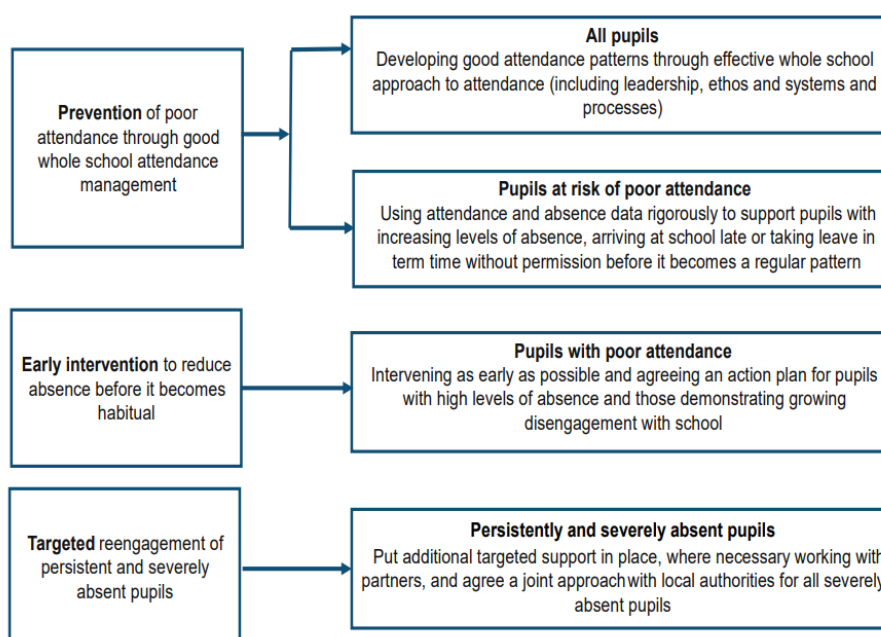 Prevention of poor
attendance through good
whole school attendance
management
All pupils
Developing good attendance patterns through effective whole school
approach to attendance (including leadership, ethos and systems and
processes)
Pupils at risk of poor attendance
Using attendance and absence data rigorously to support pupils with
increasing levels of absence, arriving at school late or taking leave in
term time without permission before it becomes a regular pattern
Early intervention to reduce
absence before it becomes
habitual
Pupils with poor attendance
Intervening as early as possible and agreeing an action plan for pupils
with high levels of absence and those demonstrating growing
disengagement with school
Targeted reengagement of
persistent and severely
absent pupils
Persistently and severely absent pupils
Put additional targeted support in place, where necessary working with
partners, and agree a joint approach with local authorities for all severely
absent pupils